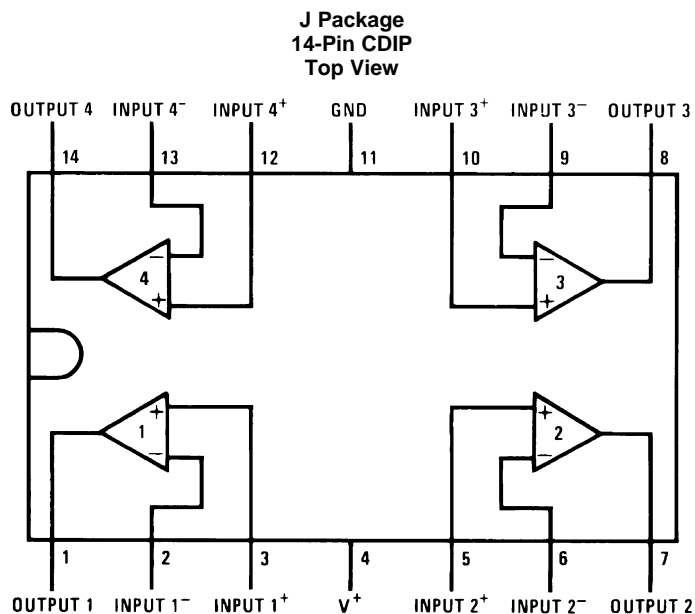 J Package
14-Pin CDIP
Top View
OUTPUT 4 INPUT 4⁻ INPUT 4⁺ GND INPUT 3⁺ INPUT 3⁻ OUTPUT 3
14 13 12 11 10 9 8
− −
4 3
+ +
+ +
1 2
− −
1 2 3 4 5 6 7
OUTPUT 1 INPUT 1⁻ INPUT 1⁺ V⁺ INPUT 2⁺ INPUT 2⁻ OUTPUT 2